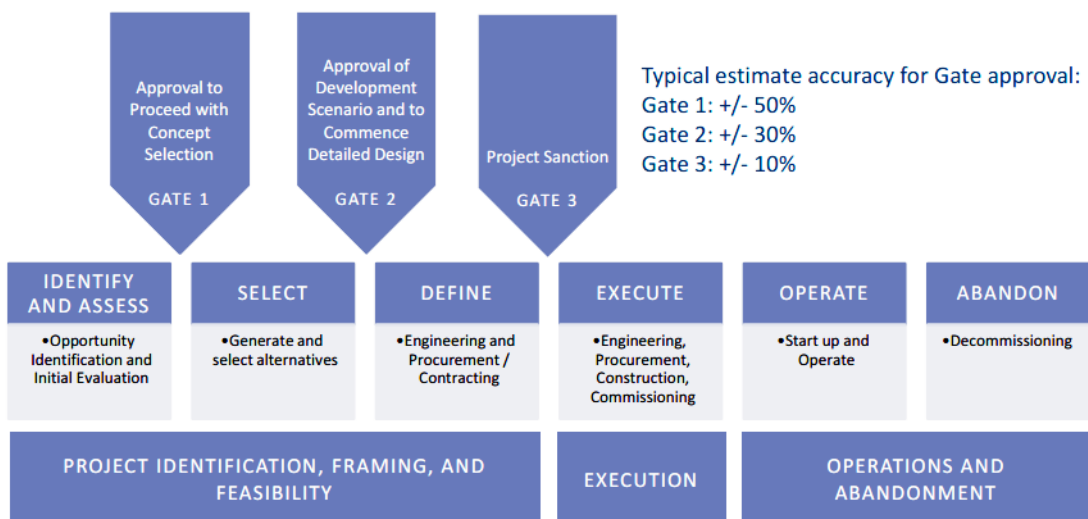 Approval to
Proceed with
Concept
Selection
GATE 1
Approval of
Development
Scenario and to
Commence
Detailed Design
GATE 2
Project Sanction
GATE 3
Typical estimate accuracy for Gate approval:
Gate 1: +/- 50%
Gate 2: +/- 30%
Gate 3: +/- 10%
IDENTIFY
AND ASSESS
•Opportunity
Identification and
Initial Evaluation
SELECT
•Generate and
select alternatives
DEFINE
•Engineering and
Procurement /
Contracting
EXECUTE
•Engineering,
Procurement,
Construction,
Commissioning
OPERATE
•Start up and
Operate
ABANDON
•Decommissioning
PROJECT IDENTIFICATION, FRAMING, AND
FEASIBILITY
EXECUTION
OPERATIONS AND
ABANDONMENT